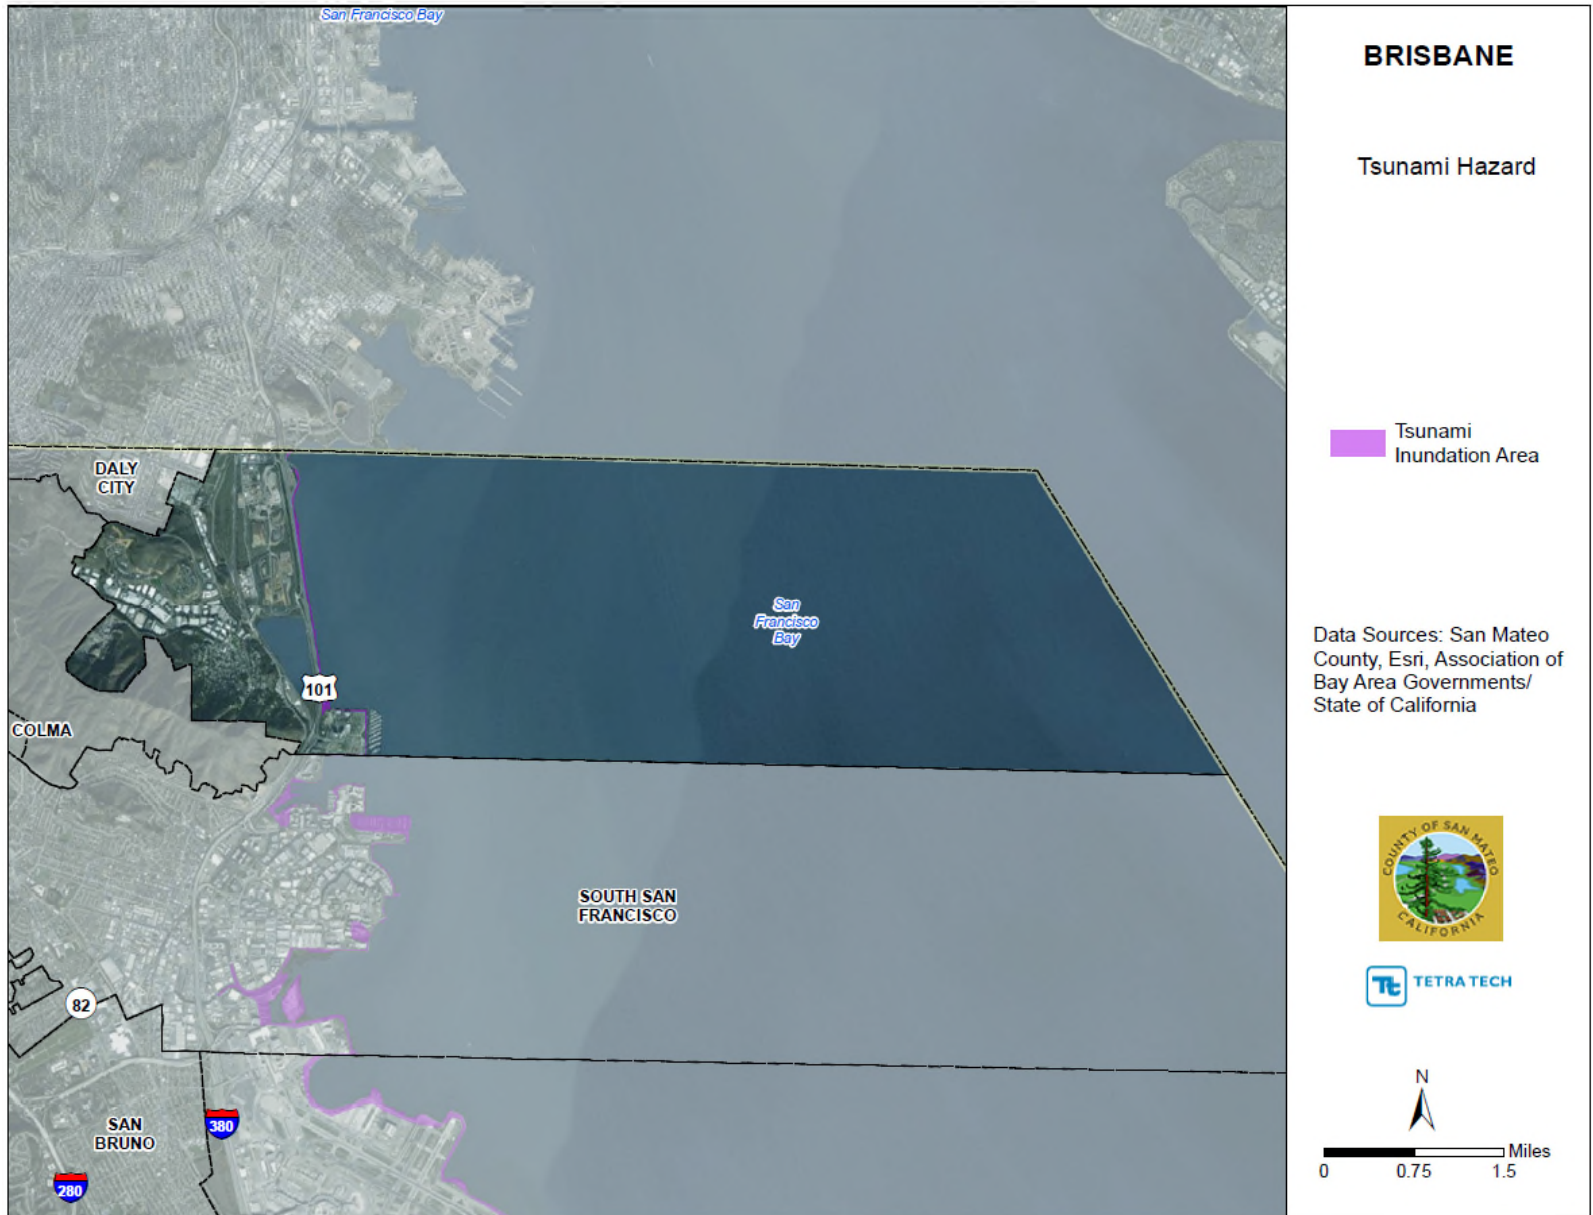 San Francisco Bay
BRISBANE
Tsunami Hazard
Tsunami
Inundation Area
DALY
CITY
San
Francisco
Bay
Data Sources: San Mateo
County, Esri, Association of
Bay Area Governments/
State of California
101
COLMA
COUNTY OF SAN MATEO
CALIFORNIA
SOUTH SAN
FRANCISCO
Tt TETRA TECH
82
N
SAN
BRUNO
380
280
Miles
0 0.75 1.5